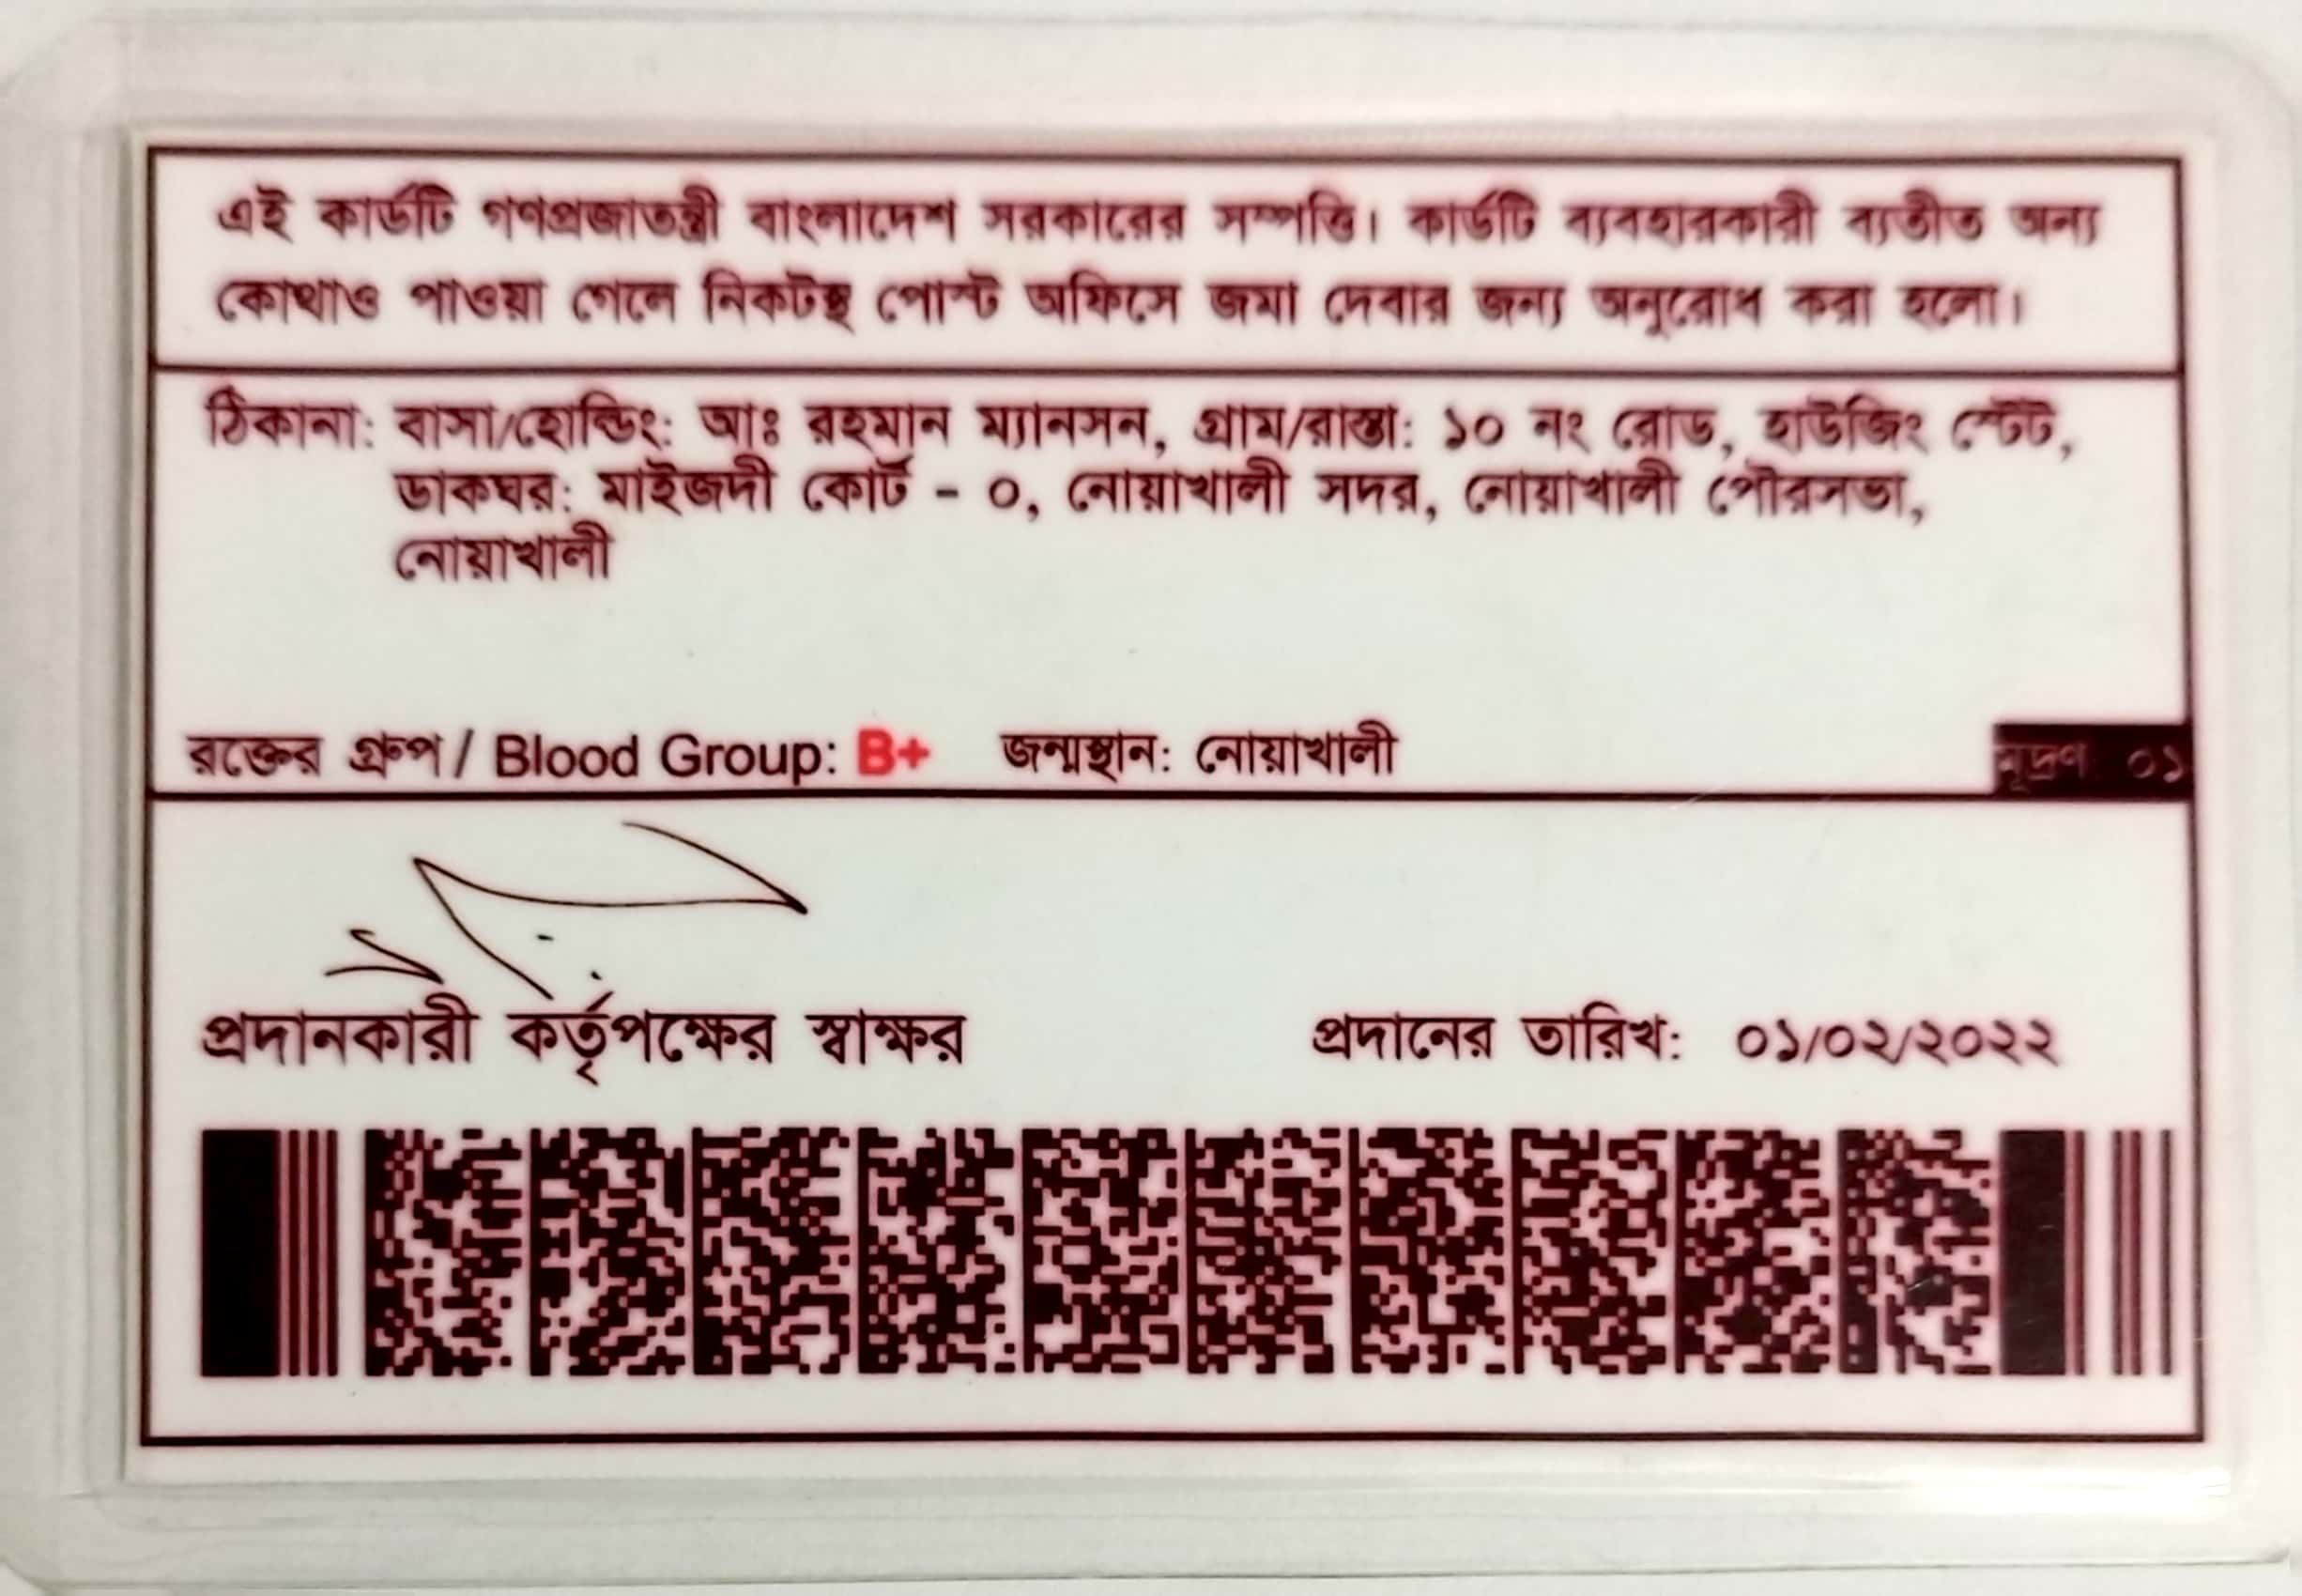 এই কার্ডটি গণপ্রজাতন্ত্রী বাংলাদেশ সরকারের সম্পত্তি। কার্ডটি ব্যবহারকারী ব্যতীত অন্য
কোথাও পাওয়া গেলে নিকটস্থ পোস্ট অফিসে জমা দেবার জন্য অনুরোধ করা হলো।
ঠিকানা: বাসা/হোল্ডিং: আঃ রহমান ম্যানসন, গ্রাম/রাস্তা: ১০ নং রোড, হাউজিং স্টেট,
ডাকঘর: মাইজদী কোর্ট - ০, নোয়াখালী সদর, নোয়াখালী পৌরসভা,
নোয়াখালী
রক্তের গ্রুপ / Blood Group: B+ জন্মস্থান: নোয়াখালী মূদ্রণ ০১
প্রদানকারী কর্তৃপক্ষের স্বাক্ষর প্রদানের তারিখ: ০১/০২/২০২২